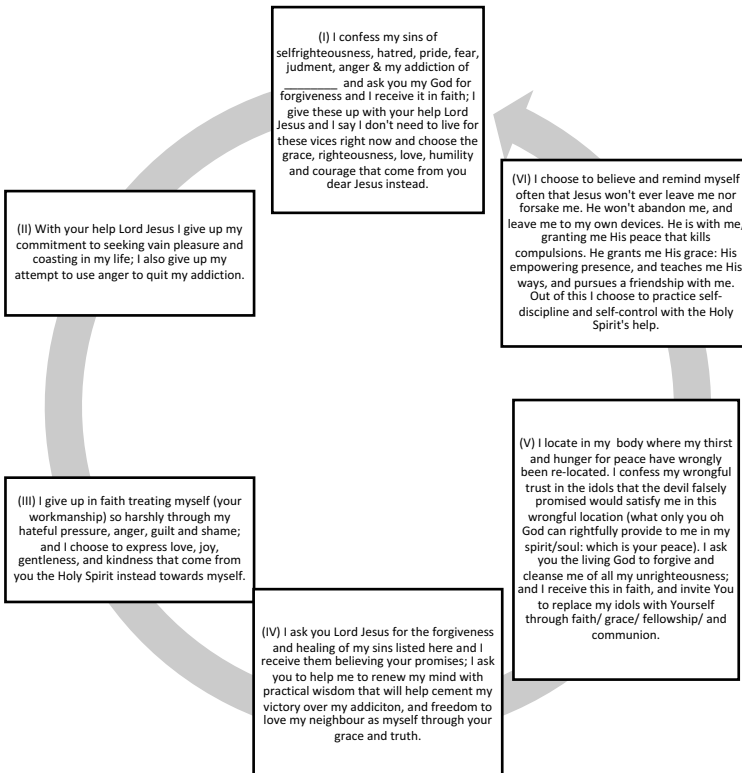 (I) I confess my sins of
selfrighteousness, hatred, pride, fear,
judgment, anger & my addiction of
________ and ask you my God for
forgiveness and I receive it in faith; I
give these up with your help Lord
Jesus and I say I don't need to live for
these vices right now and choose the
grace, righteousness, love, humility
and courage that come from you
dear Jesus instead.
(II) With your help Lord Jesus I give up my
commitment to seeking vain pleasure and
coasting in my life; I also give up my
attempt to use anger to quit my addiction.
(III) I give up in faith treating myself (your
workmanship) so harshly through my
hateful pressure, anger, guilt and shame;
and I choose to express love, joy,
gentleness, and kindness that come from
you the Holy Spirit instead towards myself.
(IV) I ask you Lord Jesus for the forgiveness
and healing of my sins listed here and I
receive them believing your promises; I ask
you to help me to renew my mind with
practical wisdom that will help cement my
victory over my addiciton, and freedom to
love my neighbour as myself through your
grace and truth.
(V) I locate in my body where my thirst
and hunger for peace have wrongly
been re-located. I confess my wrongful
trust in the idols that the devil falsely
promised would satisfy me in this
wrongful location (what only you oh
God can rightfully provide to me in my
spirit/soul: which is your peace). I ask
you the living God to forgive and
cleanse me of all my unrighteousness;
and I receive this in faith, and invite You
to replace my idols with Yourself
through faith/ grace/ fellowship/ and
communion.
(VI) I choose to believe and remind myself
often that Jesus won't ever leave me nor
forsake me. He won't abandon me, and
leave me to my own devices. He is with me,
granting me His peace that kills
compulsions. He grants me His grace: His
empowering presence, and teaches me His
ways, and pursues a friendship with me.
Out of this I choose to practice self-
discipline and self-control with the Holy
Spirit's help.